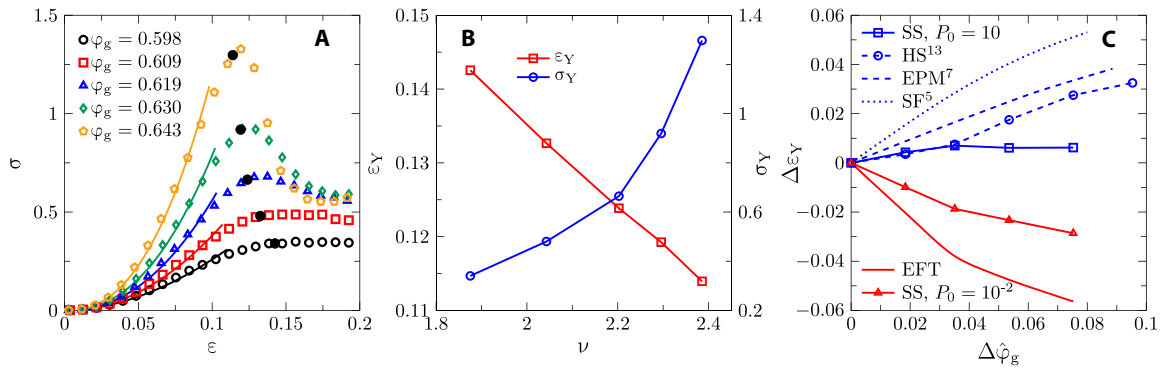 A
φg = 0.598
φg = 0.609
φg = 0.619
φg = 0.630
φg = 0.643
σ
0
0.5
1
1.5
0
0.05
0.1
0.15
0.2
ε
B
εY
σY
εY
0.11
0.12
0.13
0.14
0.15
1.8
2
2.2
2.4
ν
0.2
0.6
1
1.4
σY
C
SS, P0 = 10
HS13
EPM7
SF5
EFT
SS, P0 = 10-2
ΔεY
0.06
0.04
0.02
0
−0.02
−0.04
−0.06
0
0.02
0.04
0.06
0.08
0.1
Δφ̂g